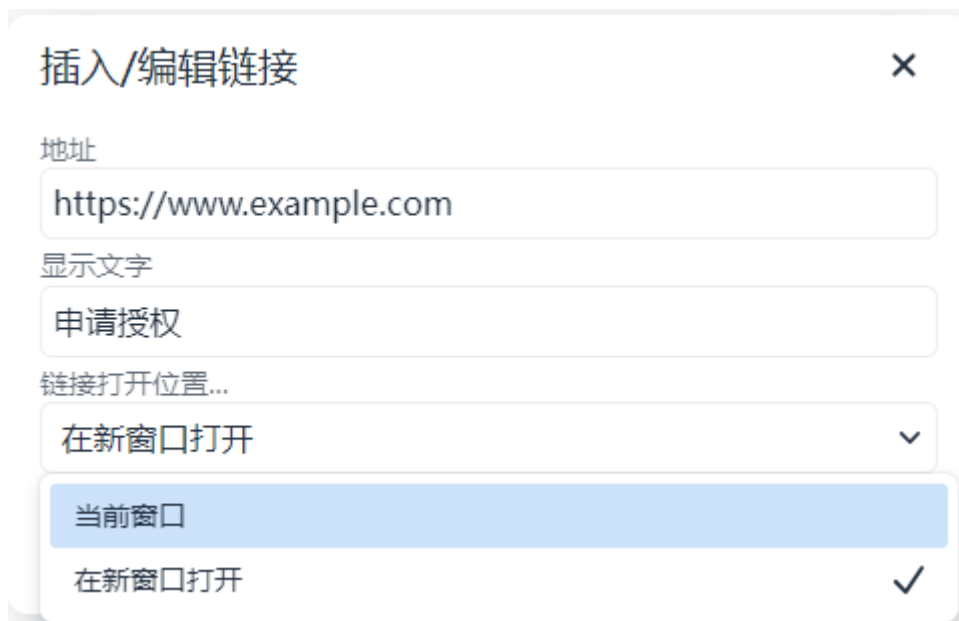 插入/编辑链接
地址
https://www.example.com
显示文字
申请授权
链接打开位置...
在新窗口打开
当前窗口
在新窗口打开